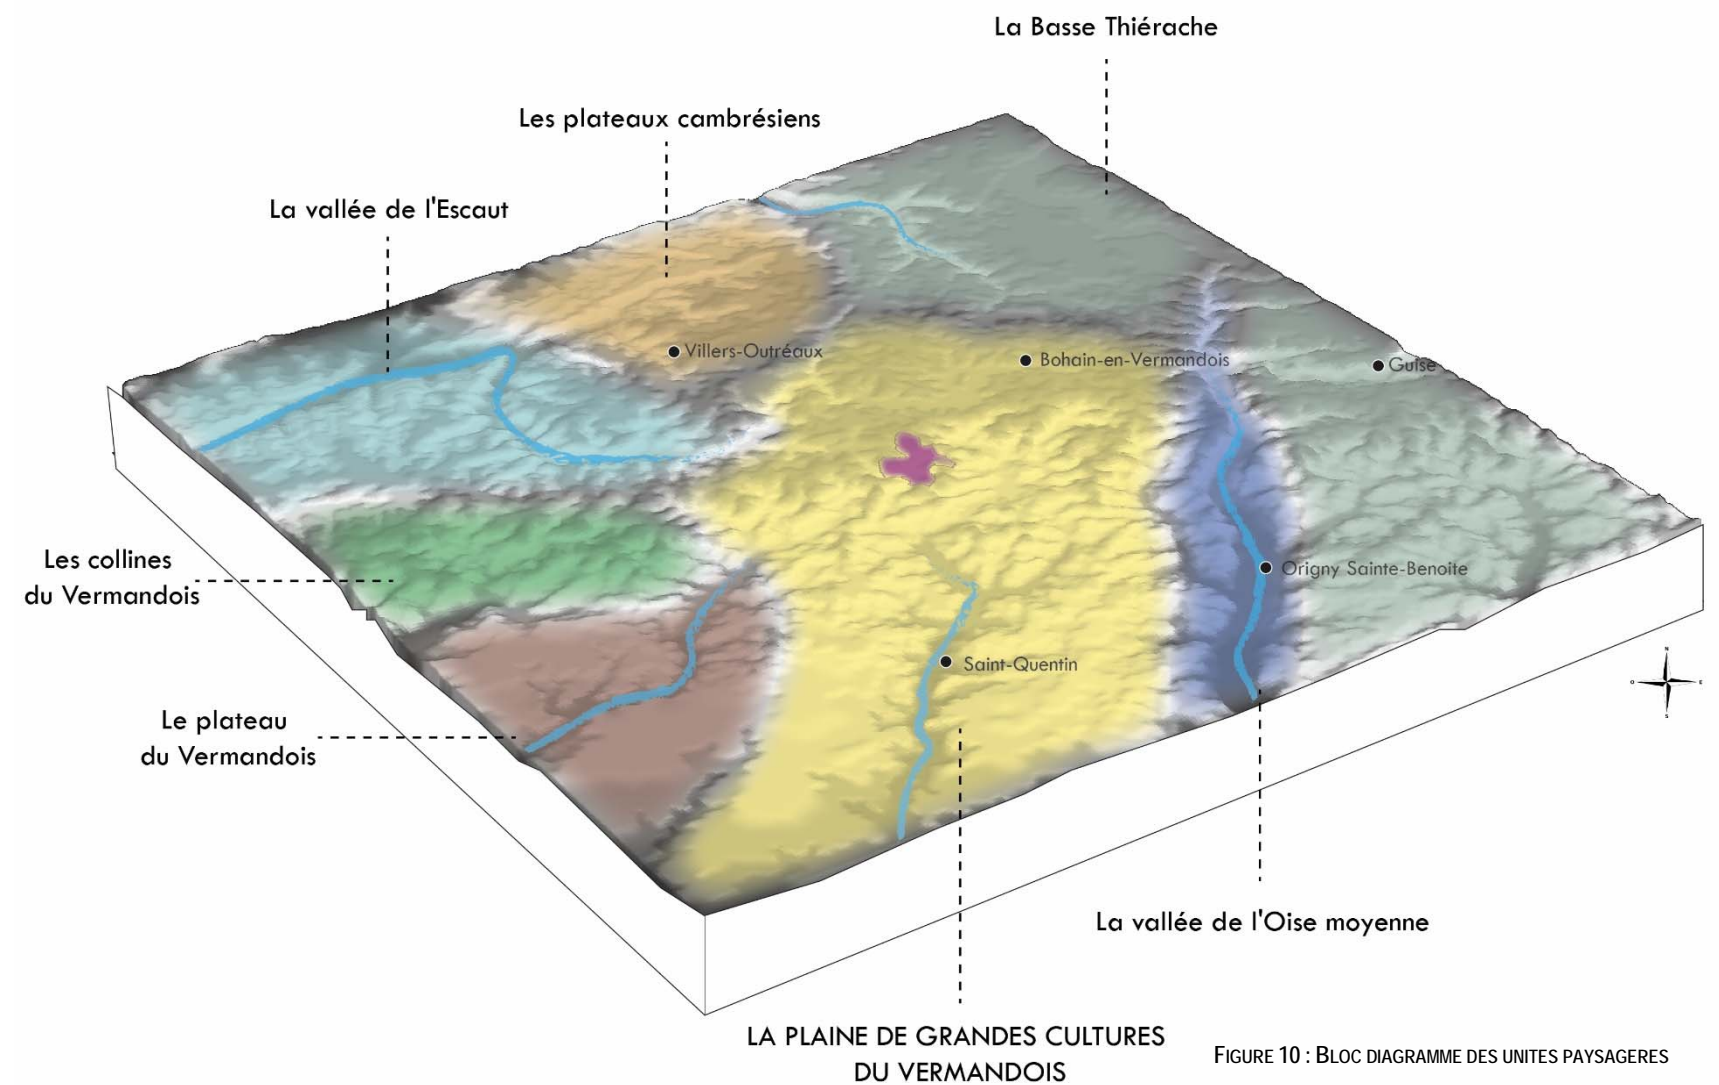 La Basse Thiérache
Les plateaux cambrésiens
La vallée de l'Escaut
Villers-Outréaux
Bohain-en-Vermandois
Guise
Les collines
du Vermandois
Origny Sainte-Benoite
Saint-Quentin
N
O
E
S
Le plateau
du Vermandois
La vallée de l'Oise moyenne
LA PLAINE DE GRANDES CULTURES
DU VERMANDOIS
FIGURE 10 : BLOC DIAGRAMME DES UNITES PAYSAGERES